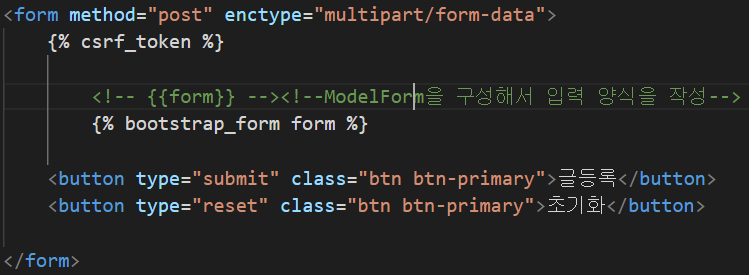 <form method="post" enctype="multipart/form-data">
{% csrf_token %}
<!-- {{form}} --><!--ModelForm을 구성해서 입력 양식을 작성-->
{% bootstrap_form form %}
<button type="submit" class="btn btn-primary">글등록</button>
<button type="reset" class="btn btn-primary">초기화</button>
</form>